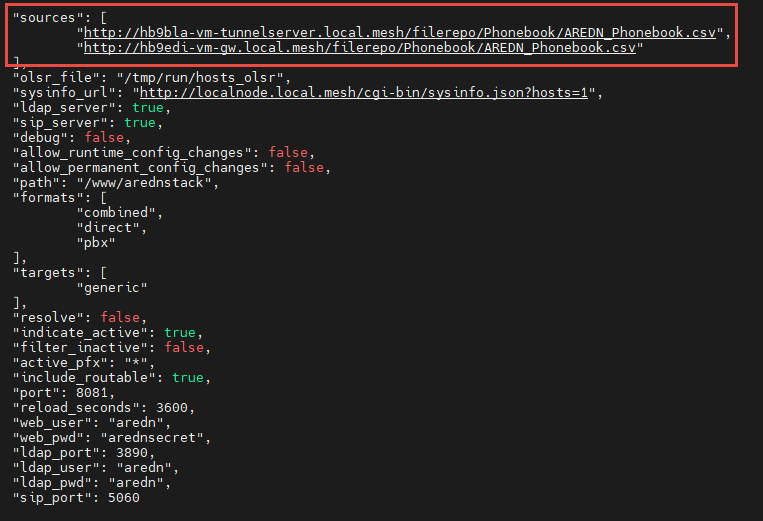 "sources": [
"http://hb9bla-vm-tunnelserver.local.mesh/filerepo/Phonebook/AREDN_Phonebook.csv",
"http://hb9edi-vm-gw.local.mesh/filerepo/Phonebook/AREDN_Phonebook.csv"
],
"olsr_file": "/tmp/run/hosts_olsr",
"sysinfo_url": "http://localnode.local.mesh/cgi-bin/sysinfo.json?hosts=1",
"ldap_server": true,
"sip_server": true,
"debug": false,
"allow_runtime_config_changes": false,
"allow_permanent_config_changes": false,
"path": "/www/arednstack",
"formats": [
"combined",
"direct",
"pbx"
],
"targets": [
"generic"
],
"resolve": false,
"indicate_active": true,
"filter_inactive": false,
"active_pfx": "*",
"include_routable": true,
"port": 8081,
"reload_seconds": 3600,
"web_user": "aredn",
"web_pwd": "arednsecret",
"ldap_port": 3890,
"ldap_user": "aredn",
"ldap_pwd": "aredn",
"sip_port": 5060